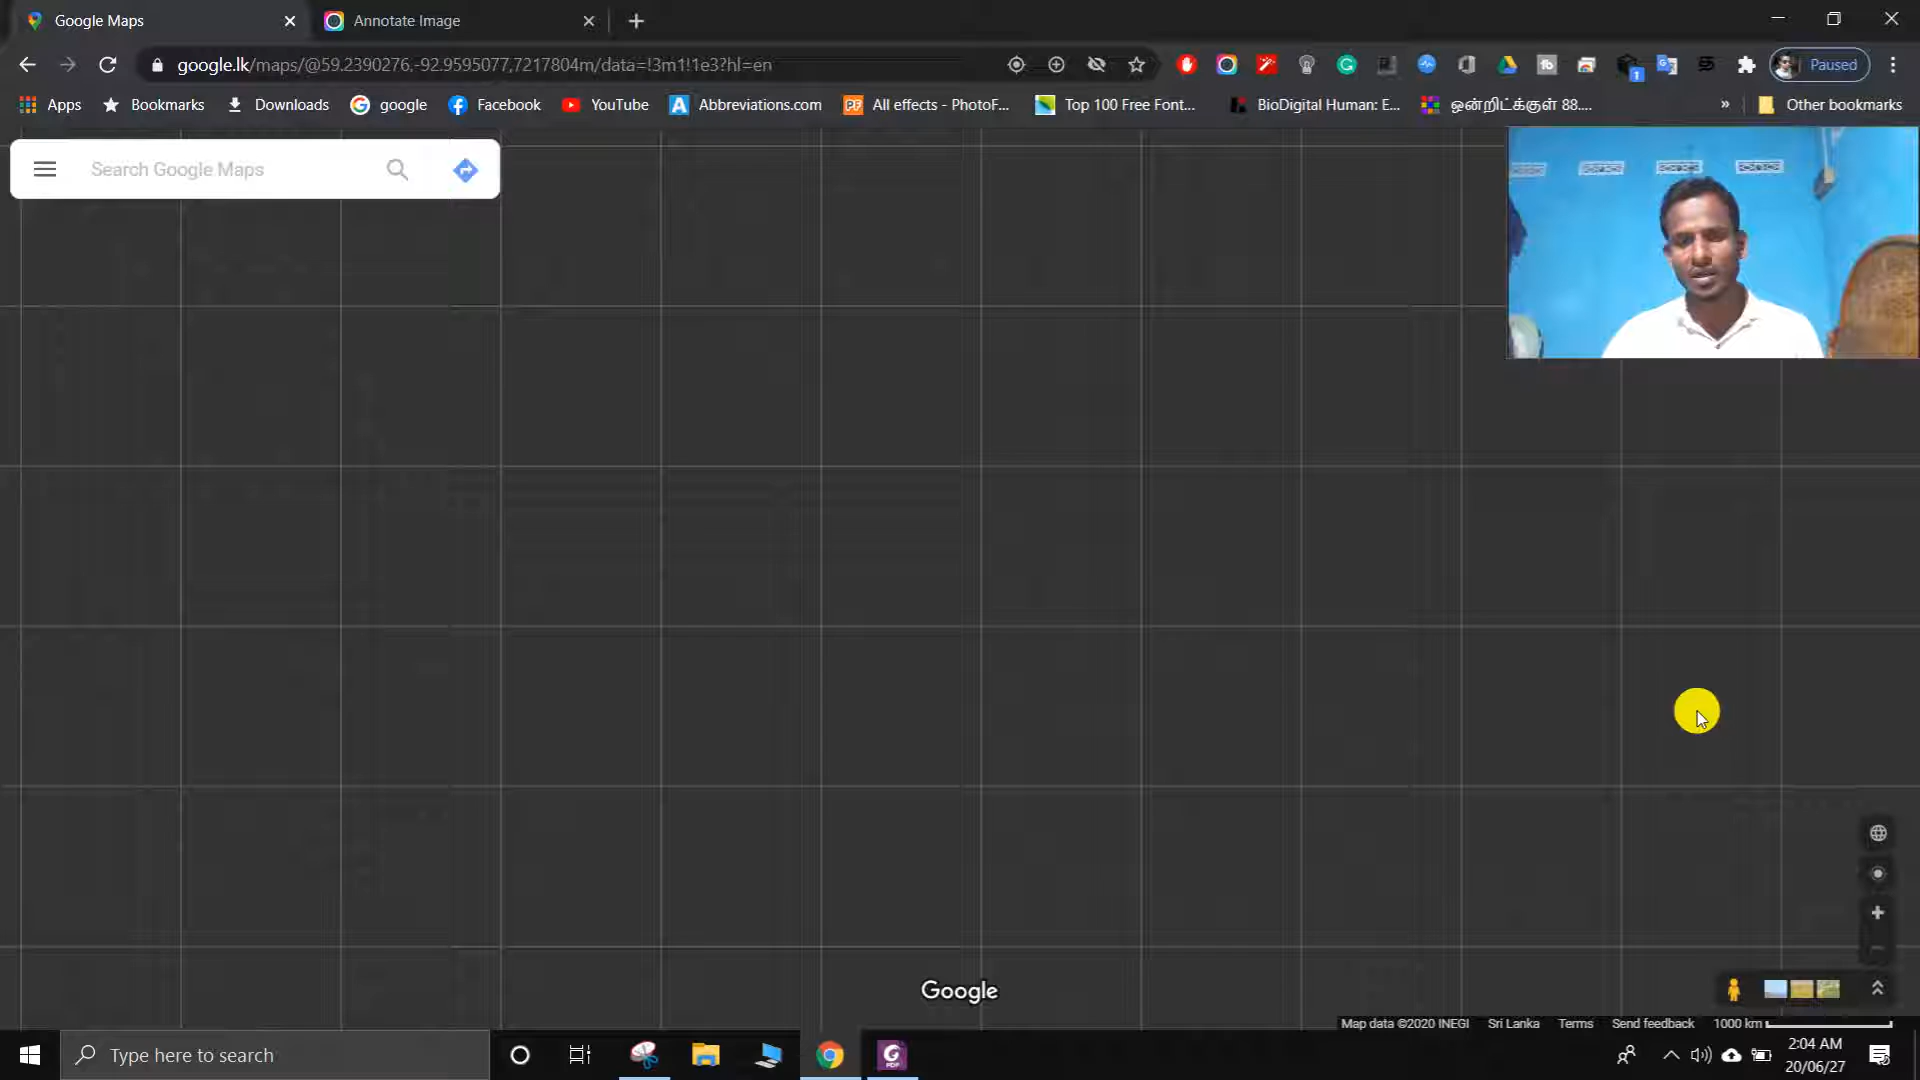 Google Maps
Annotate Image
google.lk/maps/@59.2390276,-92.9595077,7217804m/data=!3m1!1e3?hl=en
Paused
Apps
Bookmarks
Downloads
google
Facebook
YouTube
Abbreviations.com
All effects - PhotoF...
Top 100 Free Font...
BioDigital Human: E...
ஒன்றிட்க்குள் 88....
»
Other bookmarks
Search Google Maps
Google
Map data ©2020 INEGI
Sri Lanka
Terms
Send feedback
1000 km
Type here to search
2:04 AM
20/06/27